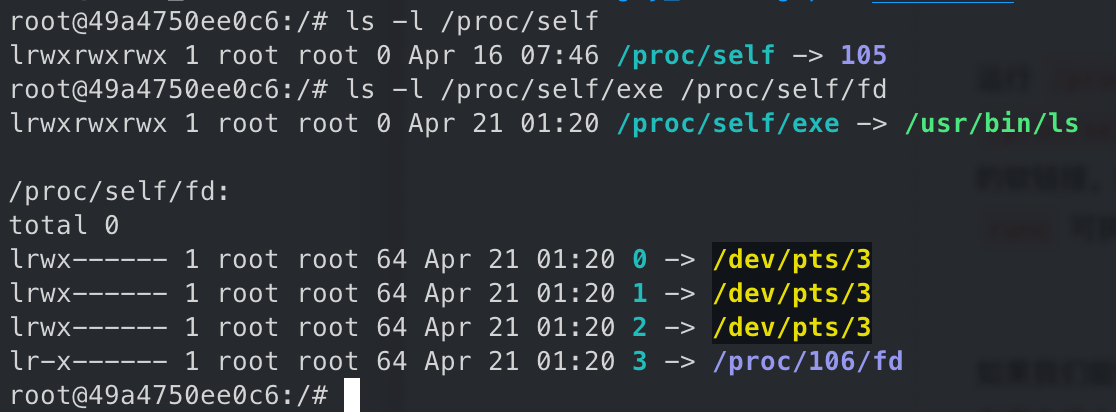 root@49a4750ee0c6:/# ls -l /proc/self
lrwxrwxrwx 1 root root 0 Apr 16 07:46 /proc/self -> 105
root@49a4750ee0c6:/# ls -l /proc/self/exe /proc/self/fd
lrwxrwxrwx 1 root root 0 Apr 21 01:20 /proc/self/exe -> /usr/bin/ls
/proc/self/fd:
total 0
lrwx------ 1 root root 64 Apr 21 01:20 0 -> /dev/pts/3
lrwx------ 1 root root 64 Apr 21 01:20 1 -> /dev/pts/3
lrwx------ 1 root root 64 Apr 21 01:20 2 -> /dev/pts/3
lr-x------ 1 root root 64 Apr 21 01:20 3 -> /proc/106/fd
root@49a4750ee0c6:/#